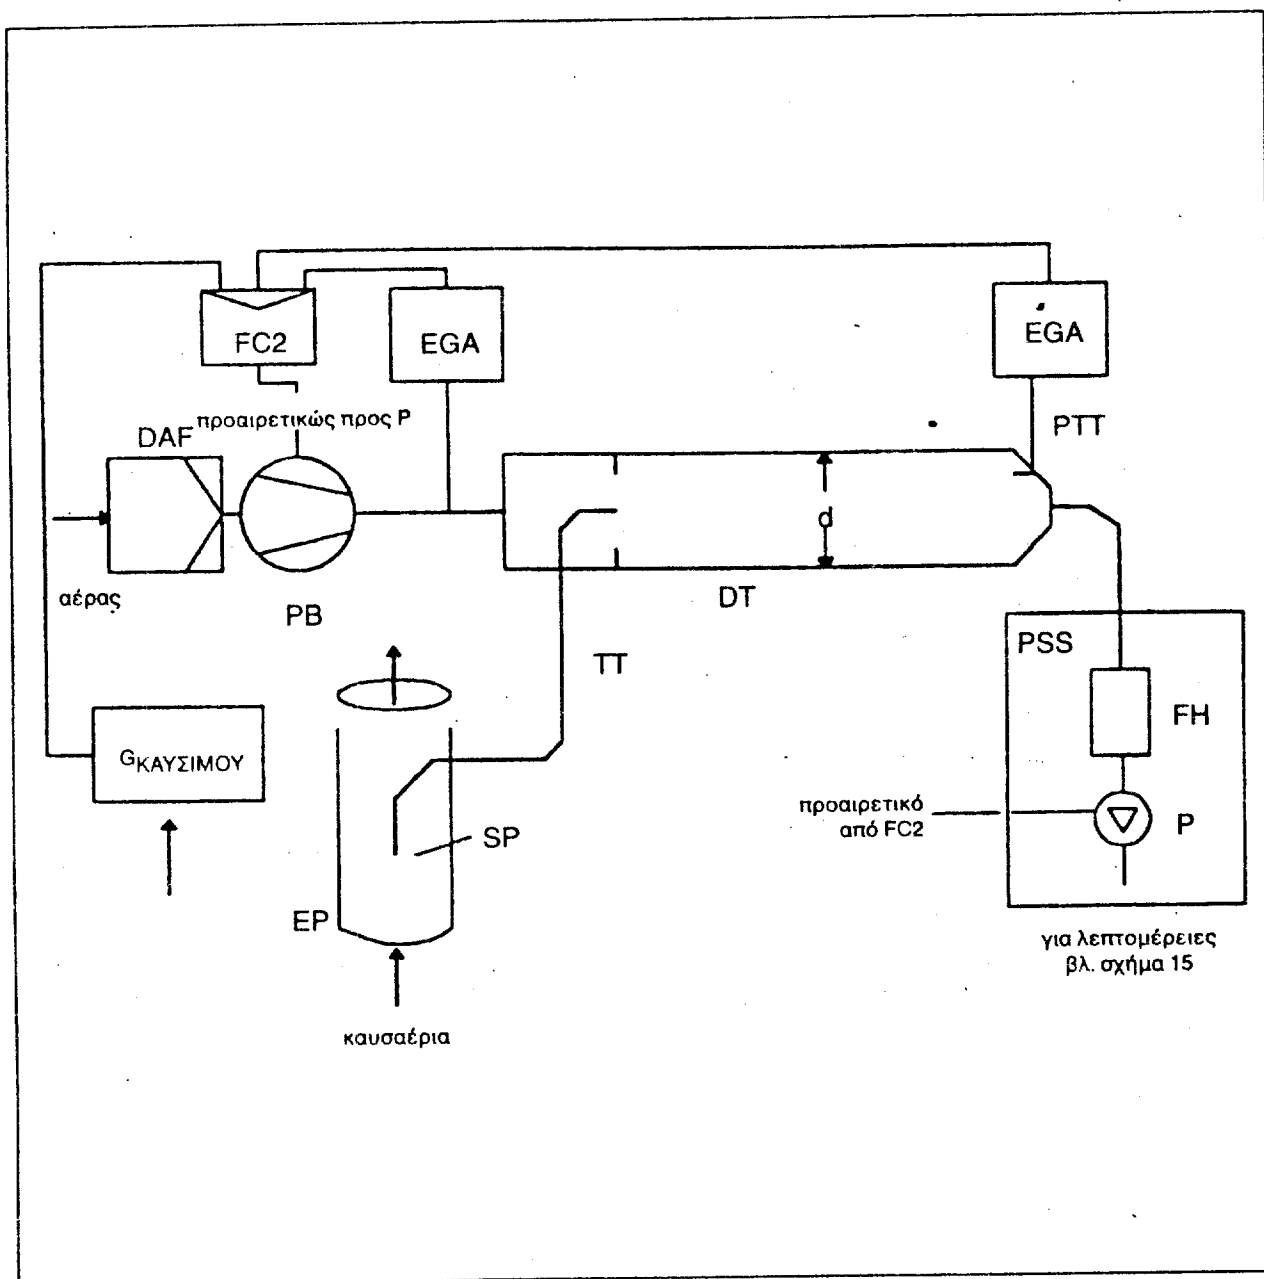 FC2
EGA
EGA
προαιρετικώς προς P
DAF
PTT
d
αέρας
PB
DT
TT
PSS
FH
GΚΑΥΣΙΜΟΥ
προαιρετικό
από FC2
P
SP
EP
για λεπτομέρειες
βλ. σχήμα 15
καυσαέρια